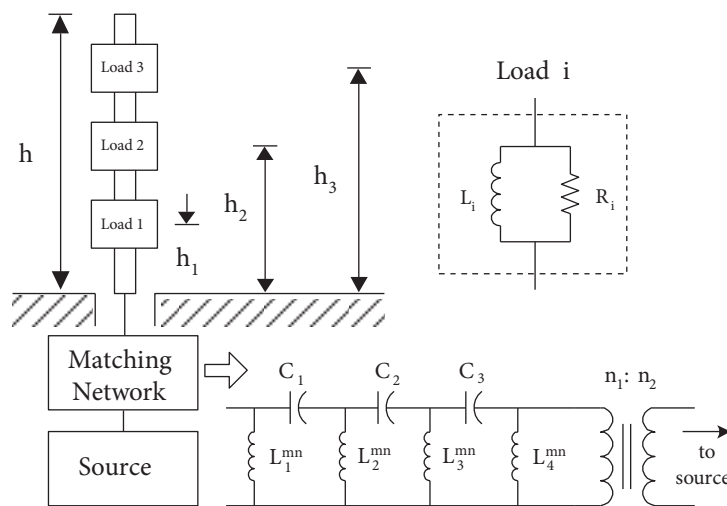 Load 3
Load 2
Load 1
h
h₁
h₂
h₃
Load i
Lᵢ
Rᵢ
Matching
Network
Source
C₁
C₂
C₃
n₁: n₂
L₁ᵐⁿ
L₂ᵐⁿ
L₃ᵐⁿ
L₄ᵐⁿ
to
source